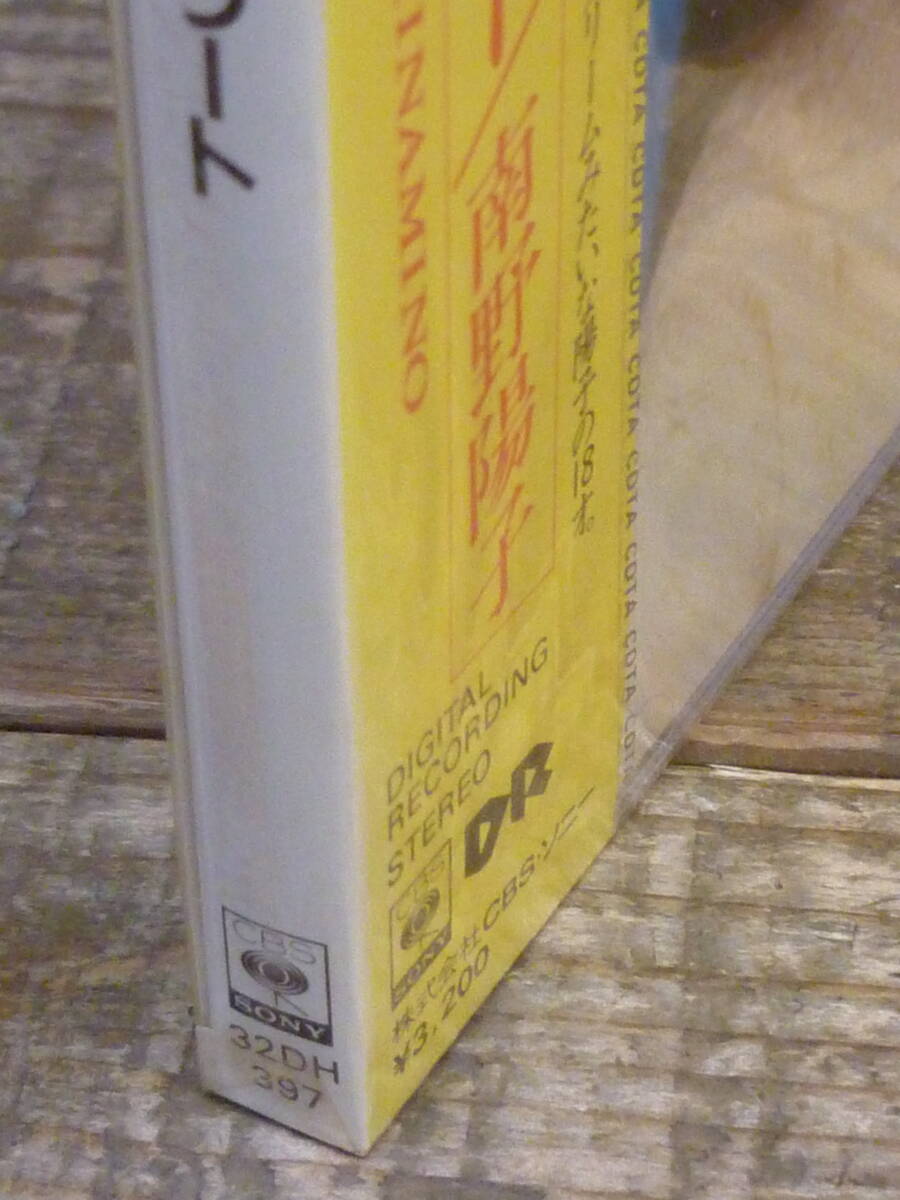 INAMINO
南野陽子
リームみたいな陽子の18才。
COTA COTA COTA COTA COTA COTA COTA
DIGITAL
RECORDING
STEREO
DR
CBS
SONY
株式会社CBS・ソニー
¥3,200
ート
CBS
SONY
32DH
397